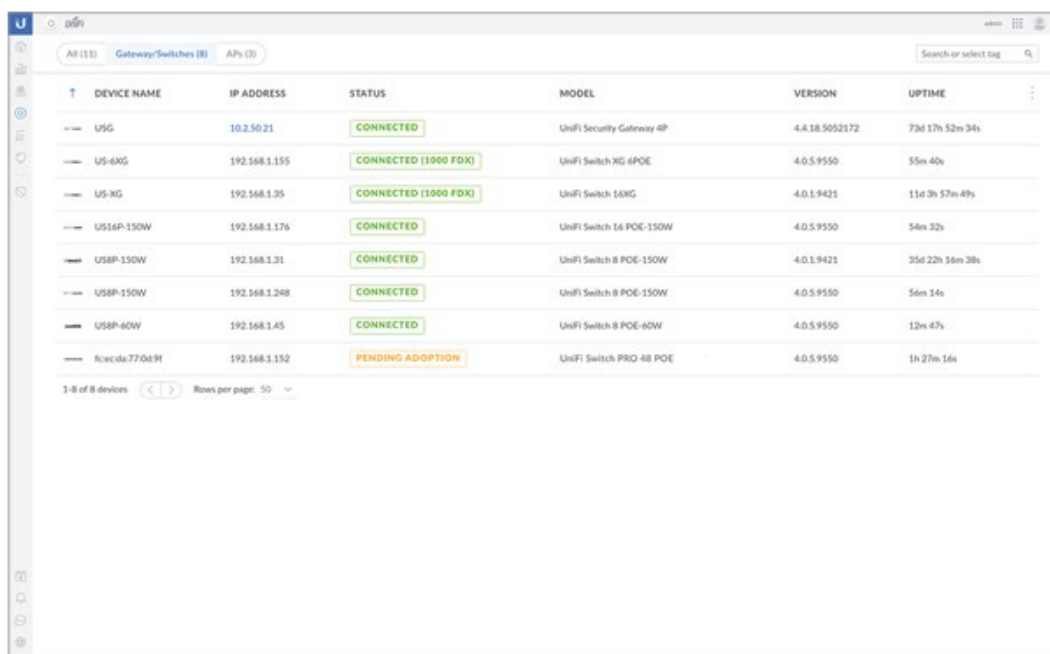 U UniFi admin
All (11) Gateway/Switches (8) APs (3) Search or select tag
↑ DEVICE NAME IP ADDRESS STATUS MODEL VERSION UPTIME
USG 10.2.50.21 CONNECTED UniFi Security Gateway 4P 4.4.18.5052172 73d 17h 52m 34s
US-6XG 192.168.1.155 CONNECTED (1000 FDX) UniFi Switch XG 6POE 4.0.5.9550 55m 40s
US-XG 192.168.1.35 CONNECTED (1000 FDX) UniFi Switch 16XG 4.0.1.9421 11d 3h 57m 49s
US16P-150W 192.168.1.176 CONNECTED UniFi Switch 16 POE-150W 4.0.5.9550 54m 32s
US8P-150W 192.168.1.31 CONNECTED UniFi Switch 8 POE-150W 4.0.1.9421 35d 22h 16m 38s
US8P-150W 192.168.1.248 CONNECTED UniFi Switch 8 POE-150W 4.0.5.9550 56m 14s
US8P-60W 192.168.1.45 CONNECTED UniFi Switch 8 POE-60W 4.0.5.9550 12m 47s
fc:ec:da:77:0d:9f 192.168.1.152 PENDING ADOPTION UniFi Switch PRO 48 POE 4.0.5.9550 1h 27m 16s
1-8 of 8 devices < > Rows per page: 50